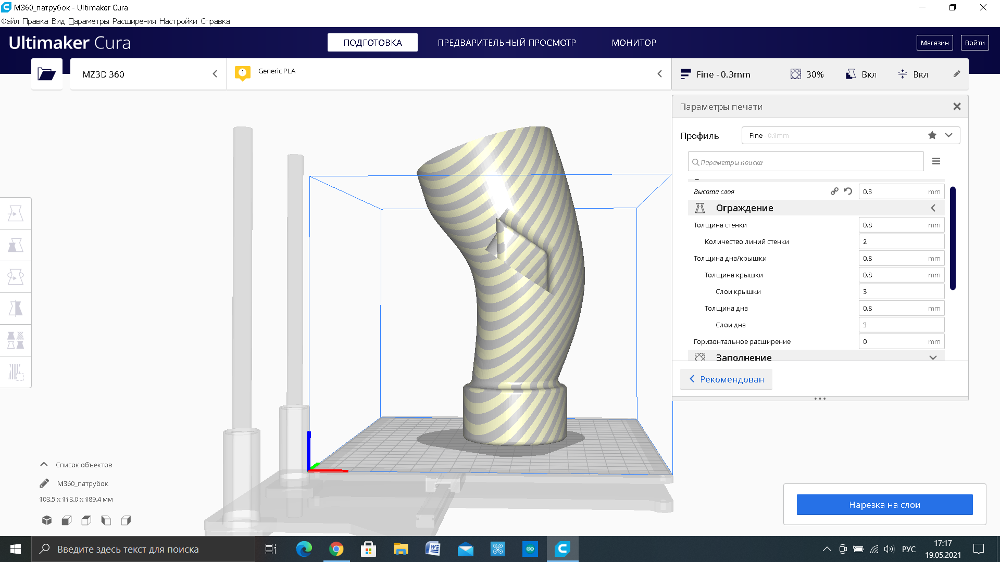 М360_патрубок - Ultimaker Cura
Файл Правка Вид Параметры Расширения Настройки Справка
Ultimaker Cura
ПОДГОТОВКА
ПРЕДВАРИТЕЛЬНЫЙ ПРОСМОТР
МОНИТОР
Магазин
Войти
MZ3D 360
1
Generic PLA
Fine - 0.3mm
30%
Вкл
Вкл
Параметры печати
Профиль
Fine - 0.1mm
Параметры поиска
Высота слоя
0.3 mm
Ограждение
Толщина стенки
0.8 mm
Количество линий стенки
2
Толщина дна/крышки
0.8 mm
Толщина крышки
0.8 mm
Слои крышки
3
Толщина дна
0.8 mm
Слои дна
3
Горизонтальное расширение
0 mm
Заполнение
Рекомендован
Список объектов
М360_патрубок
103.5 x 113.0 x 189.4 мм
Нарезка на слои
Введите здесь текст для поиска
РУС
17:17
19.05.2021